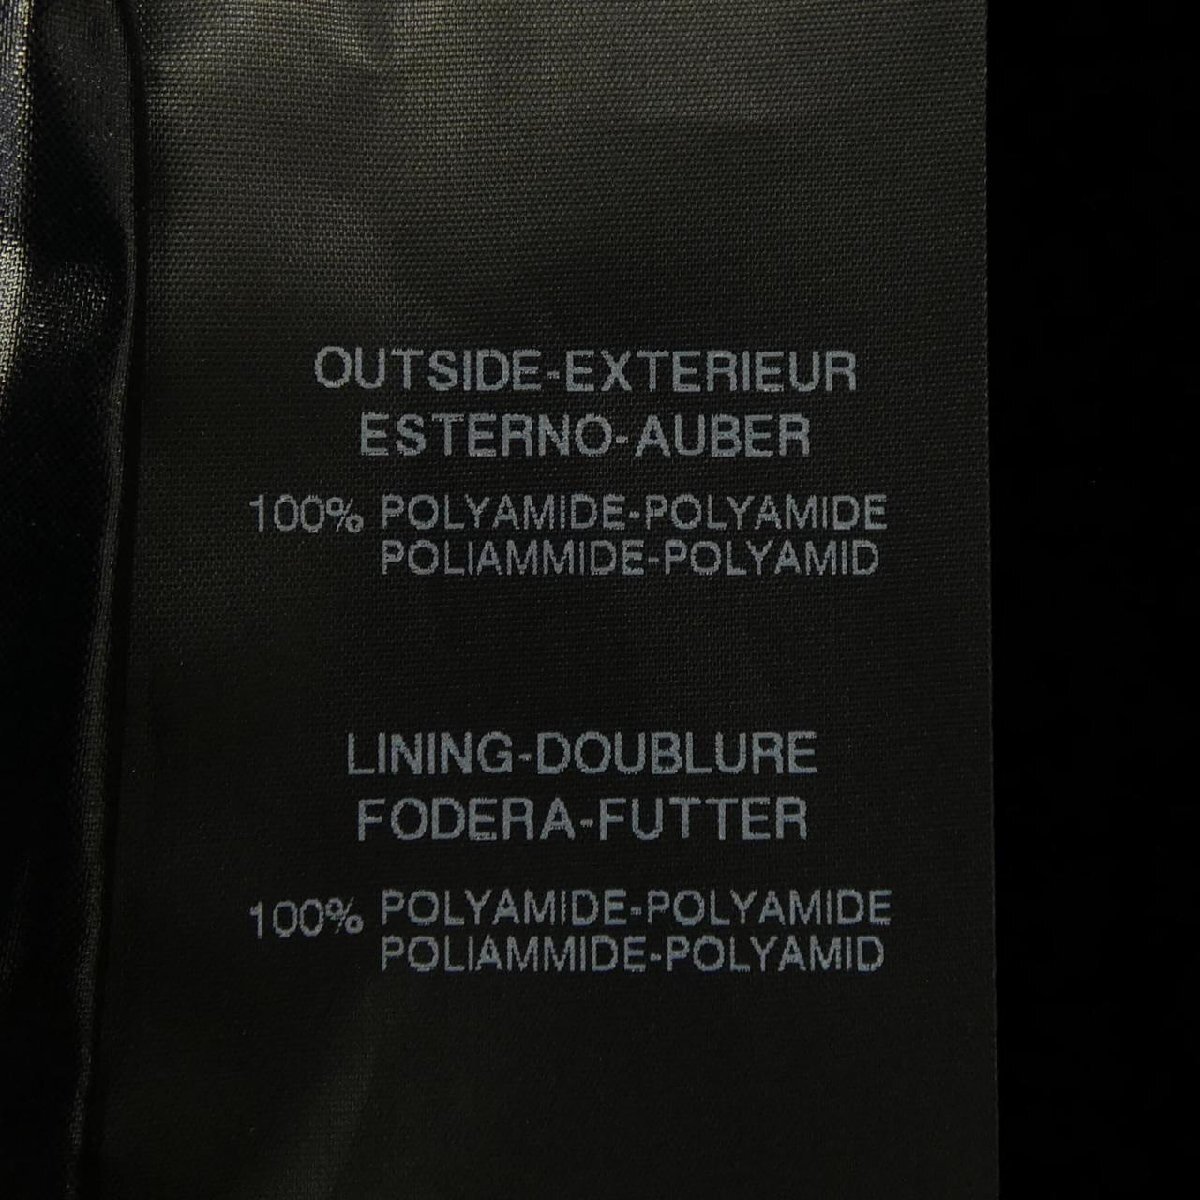 OUTSIDE-EXTERIEUR
ESTERNO-AUBER
100% POLYAMIDE-POLYAMIDE
POLIAMMIDE-POLYAMID
LINING-DOUBLURE
FODERA-FUTTER
100% POLYAMIDE-POLYAMIDE
POLIAMMIDE-POLYAMID